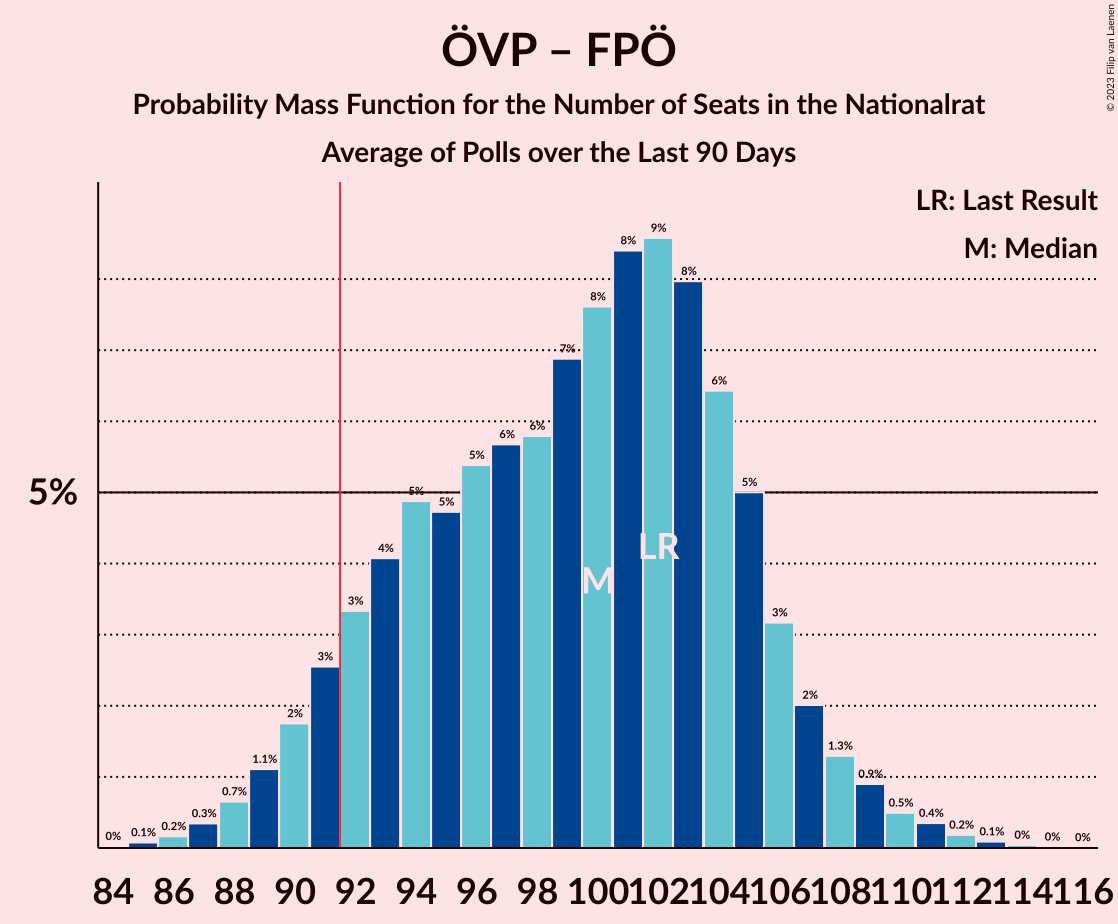 ÖVP – FPÖ
Probability Mass Function for the Number of Seats in the Nationalrat
Average of Polls over the Last 90 Days
© 2023 Filip van Laenen
LR: Last Result
M: Median
5%
0% 0.1% 0.2% 0.3% 0.7% 1.1% 2% 3% 3% 4% 5% 5% 5% 6% 6% 7% 8% 8% 9% 8% 6% 5% 3% 2% 1.3% 0.9% 0.5% 0.4% 0.2% 0.1% 0% 0% 0%
LR
M
84 86 88 90 92 94 96 98 100 102 104 106 108 110 112 114 116